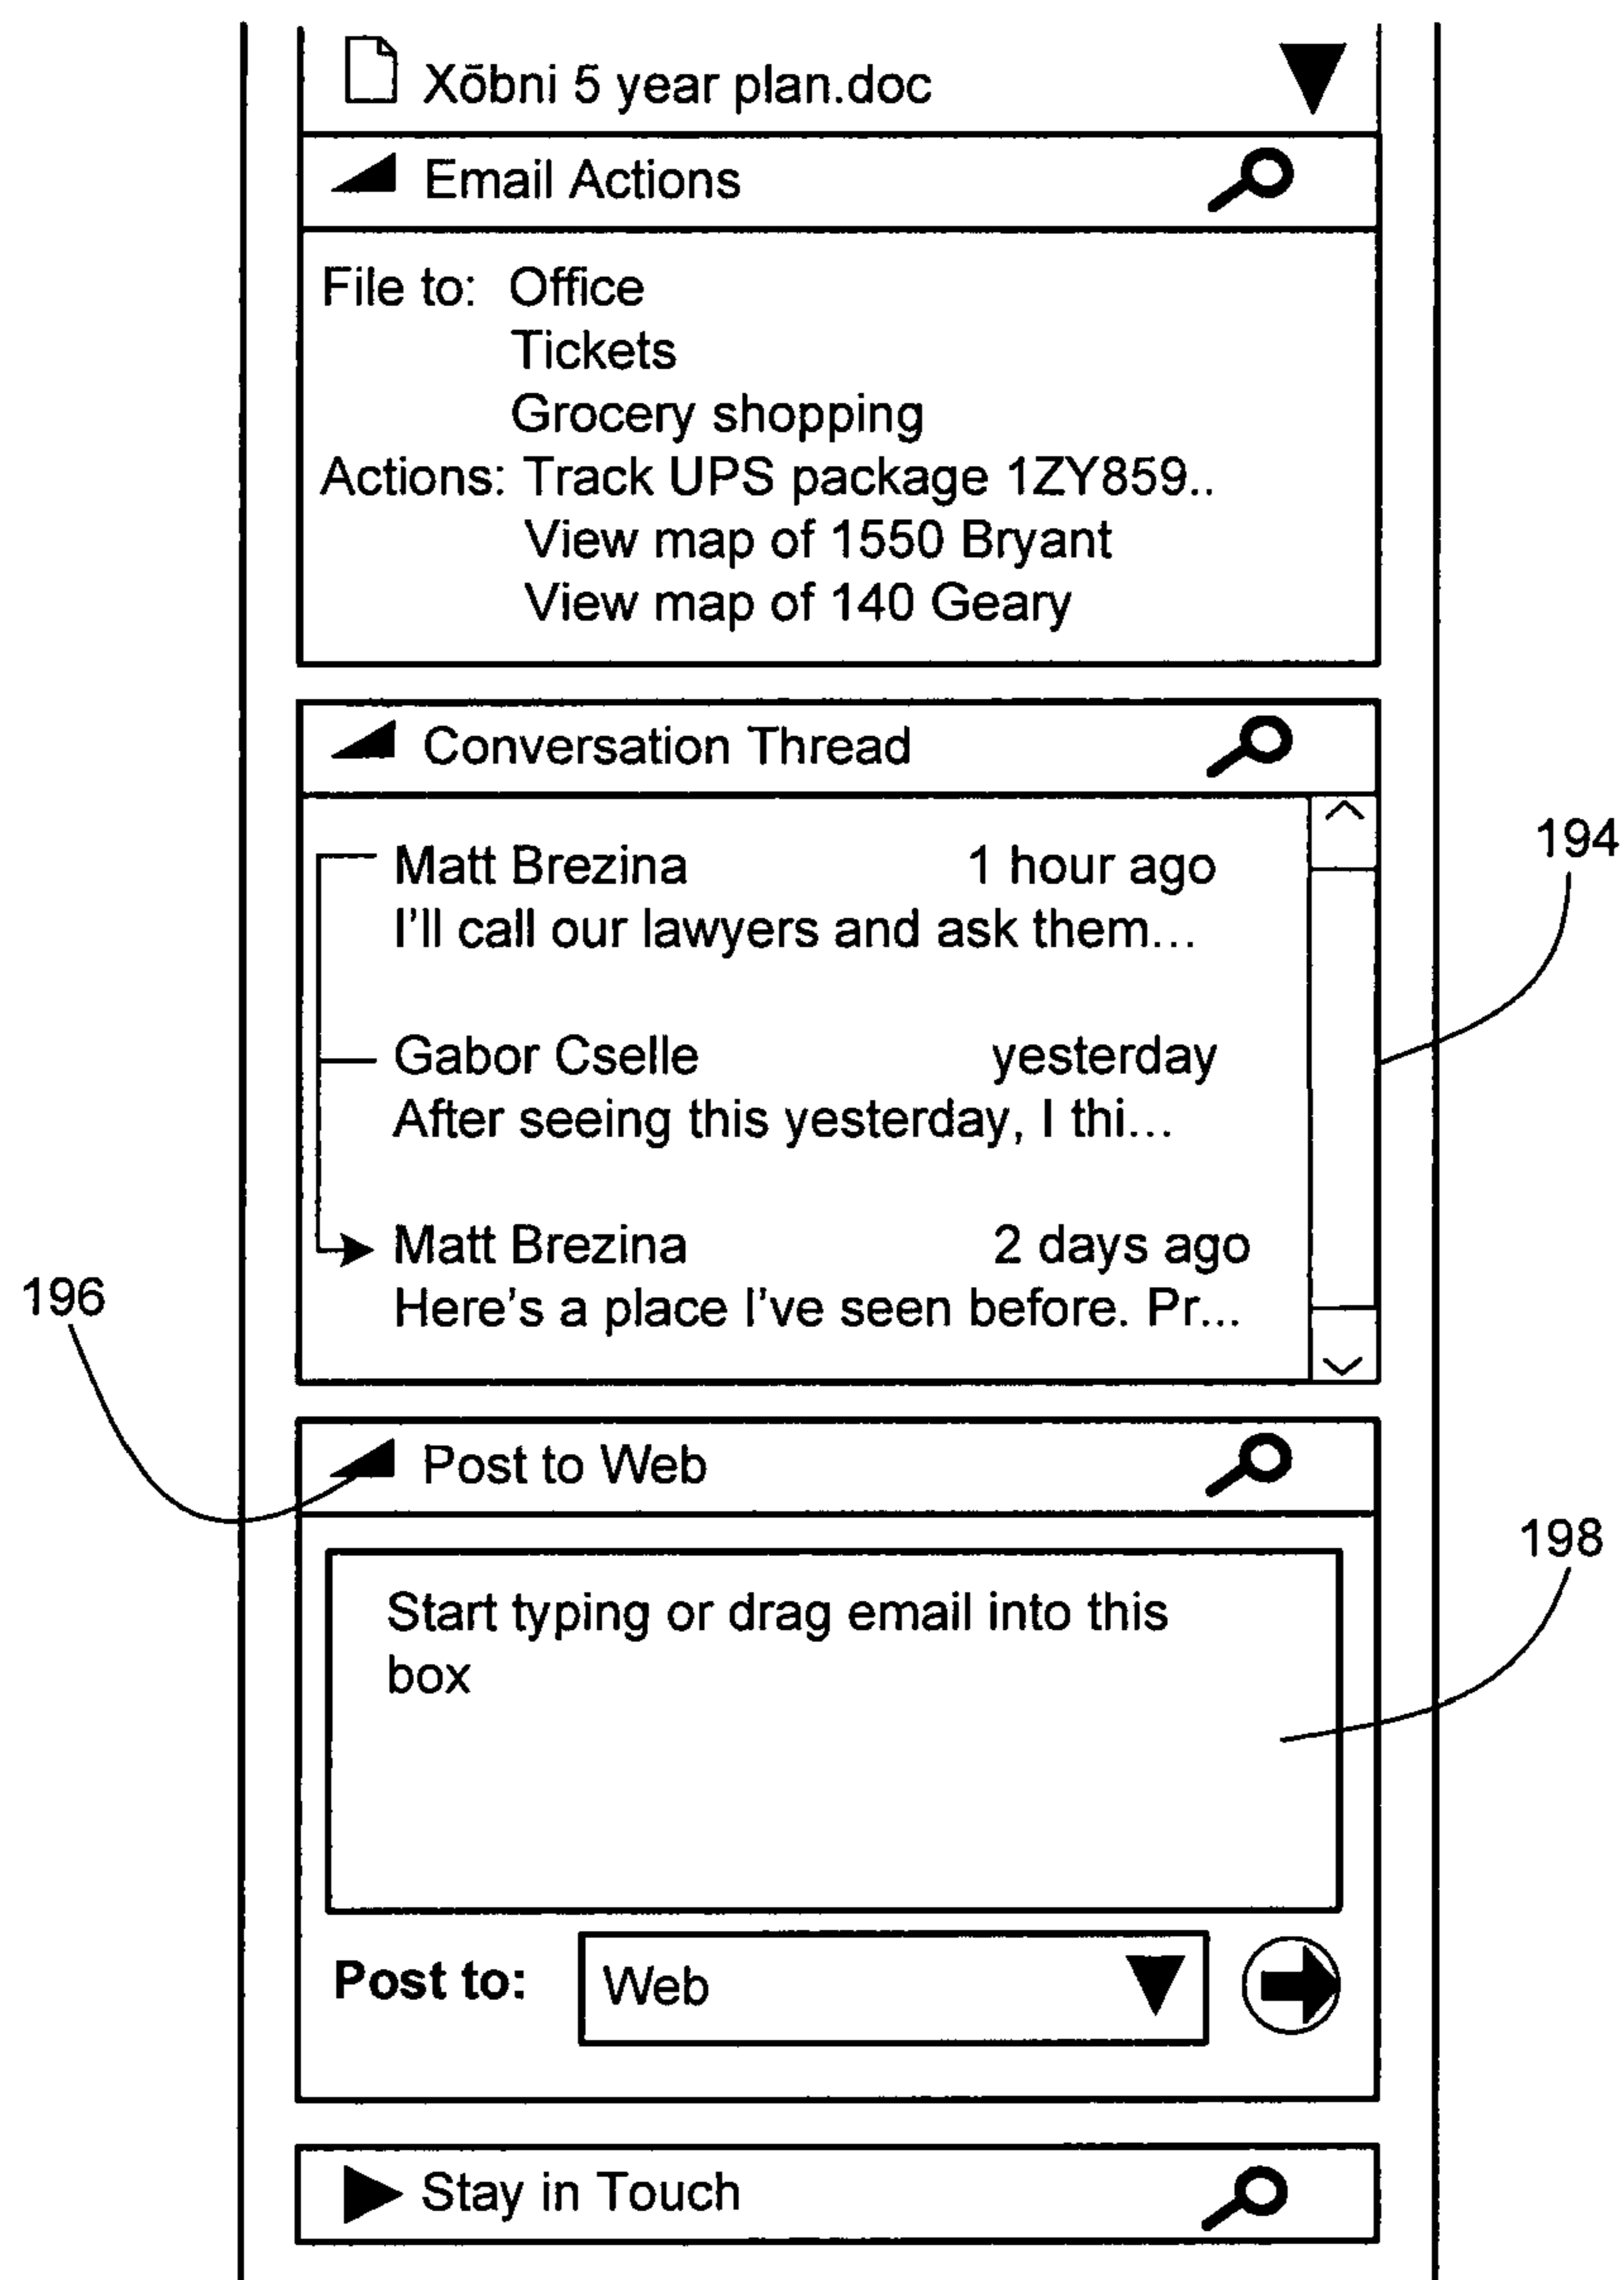 Xōbni 5 year plan.doc
Email Actions
File to: Office
Tickets
Grocery shopping
Actions: Track UPS package 1ZY859..
View map of 1550 Bryant
View map of 140 Geary
Conversation Thread
194
Matt Brezina 1 hour ago
I'll call our lawyers and ask them...
Gabor Cselle yesterday
After seeing this yesterday, I thi...
Matt Brezina 2 days ago
196
Here's a place I've seen before. Pr...
Post to Web
198
Start typing or drag email into this
box
Post to: Web
Stay in Touch